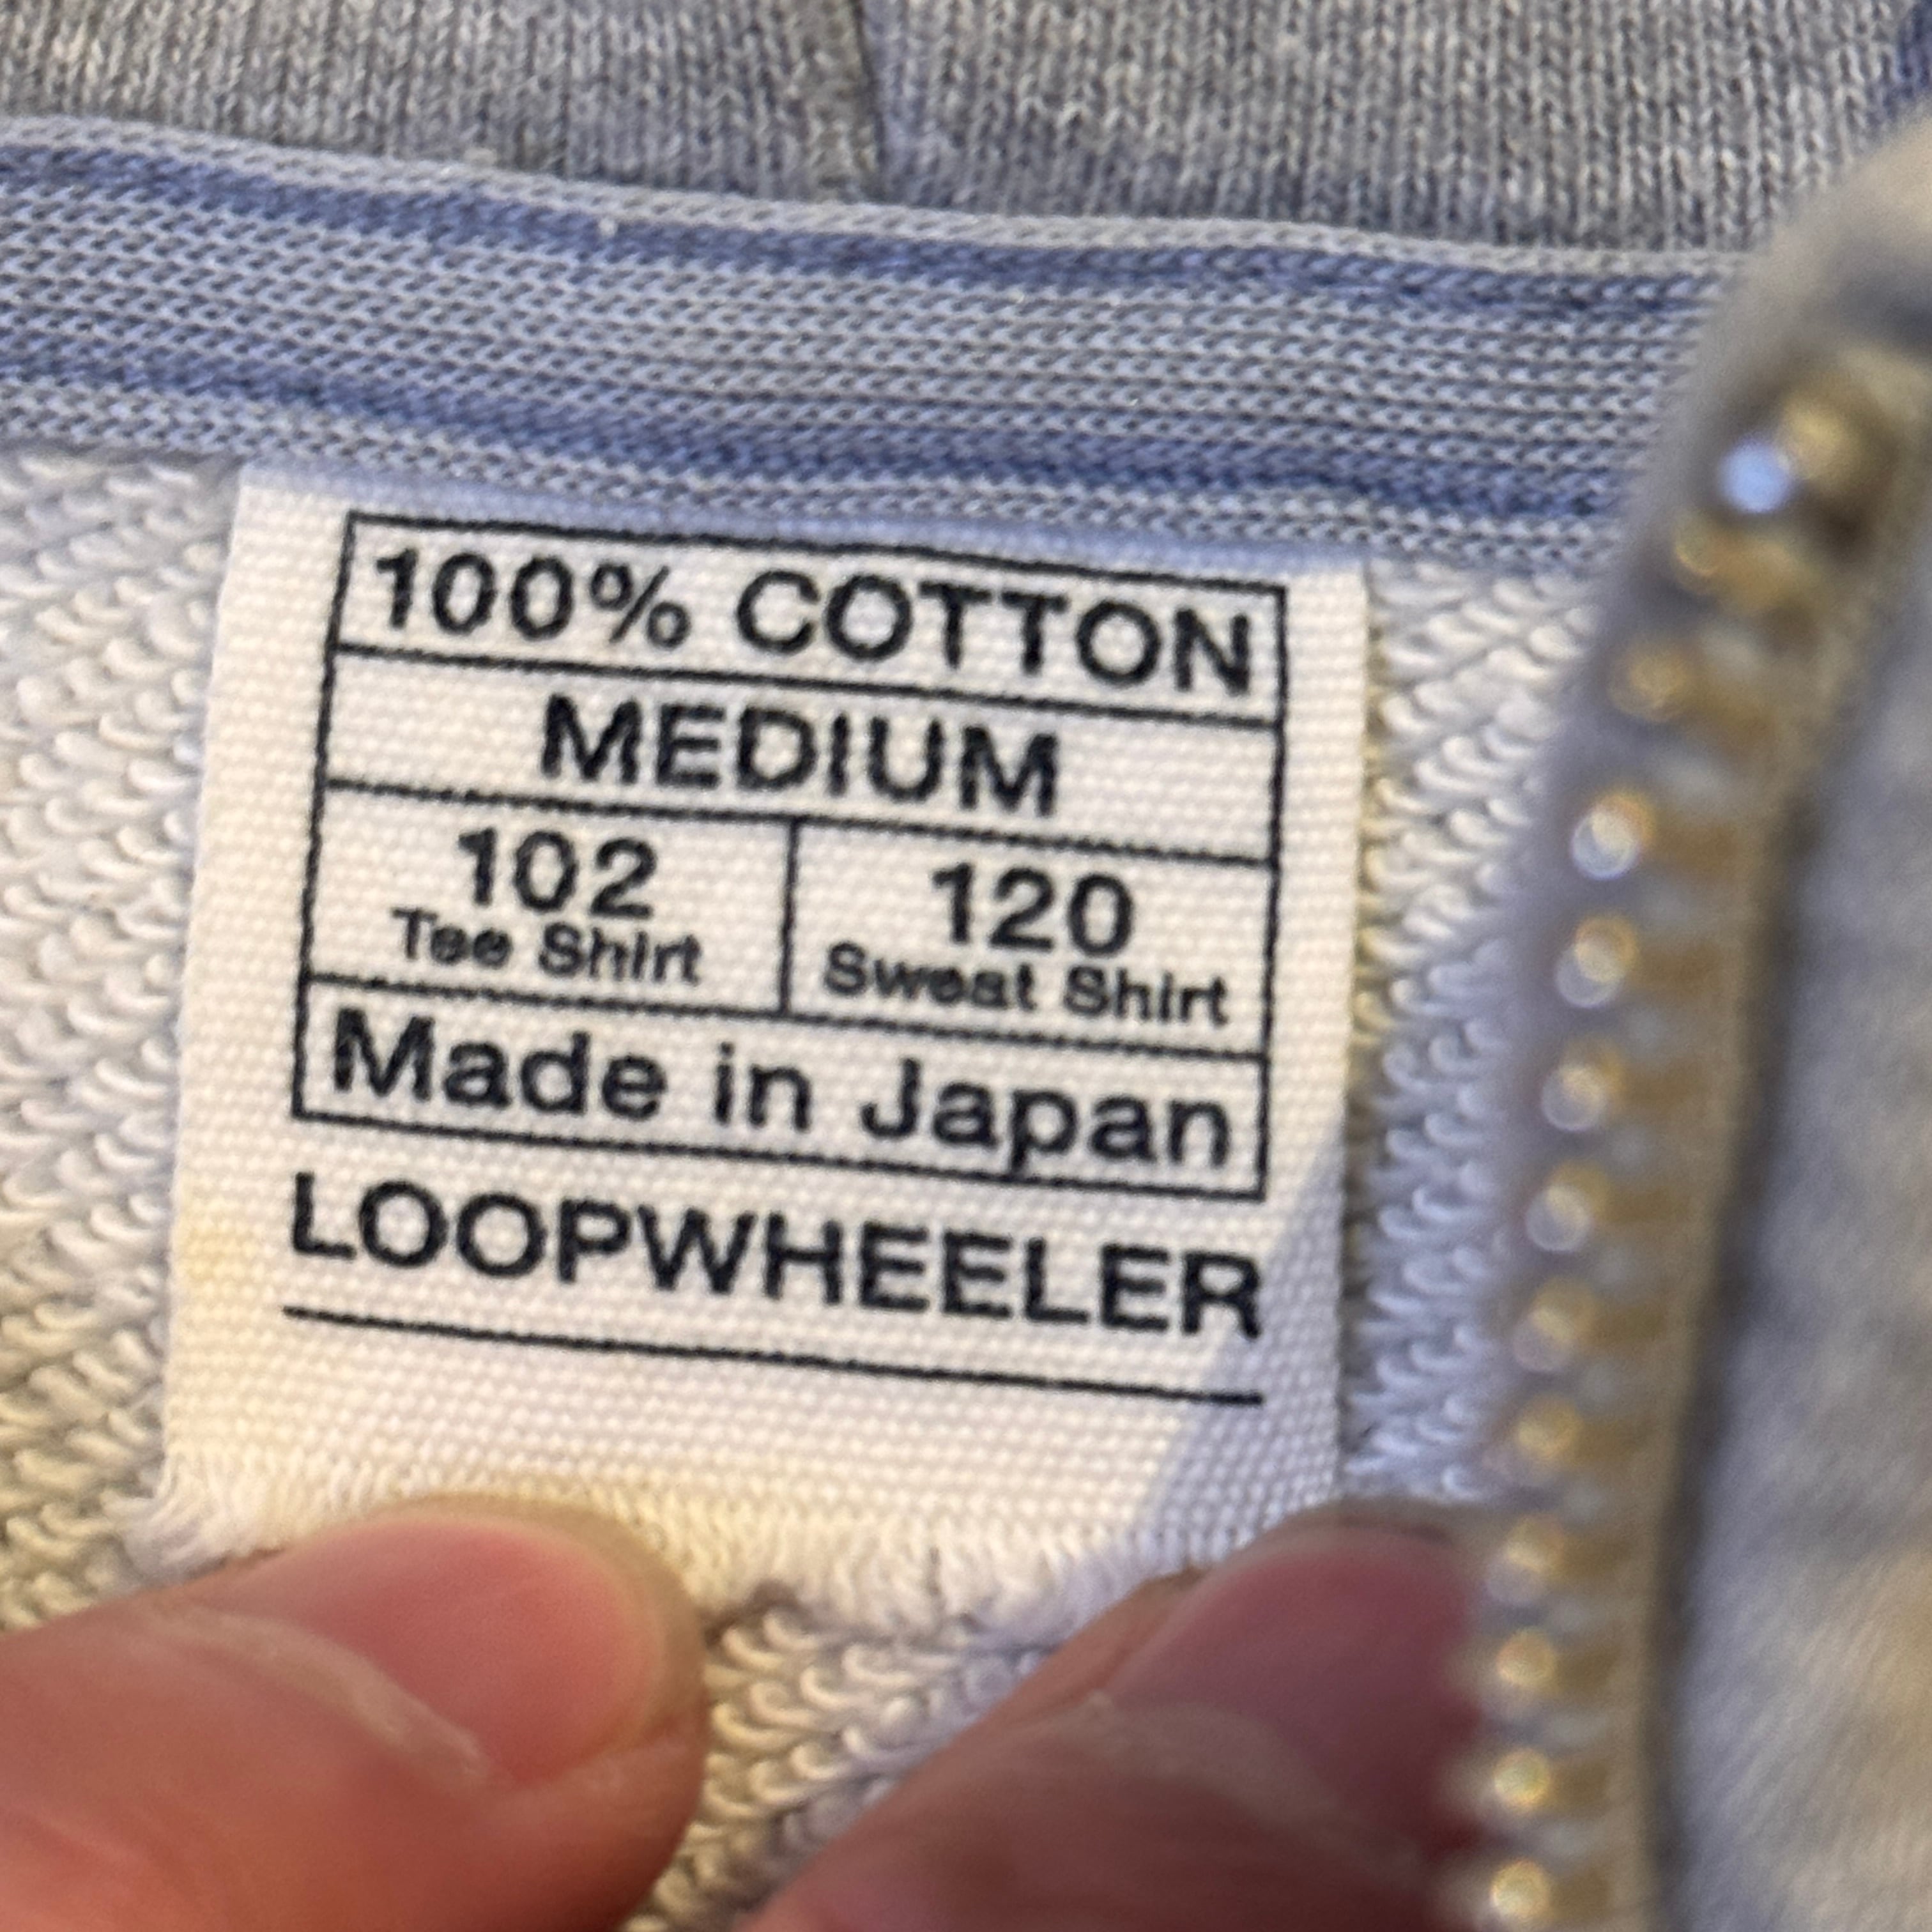 100% COTTON
MEDIUM
102
Tee Shirt
120
Sweat Shirt
Made in Japan
LOOPWHEELER